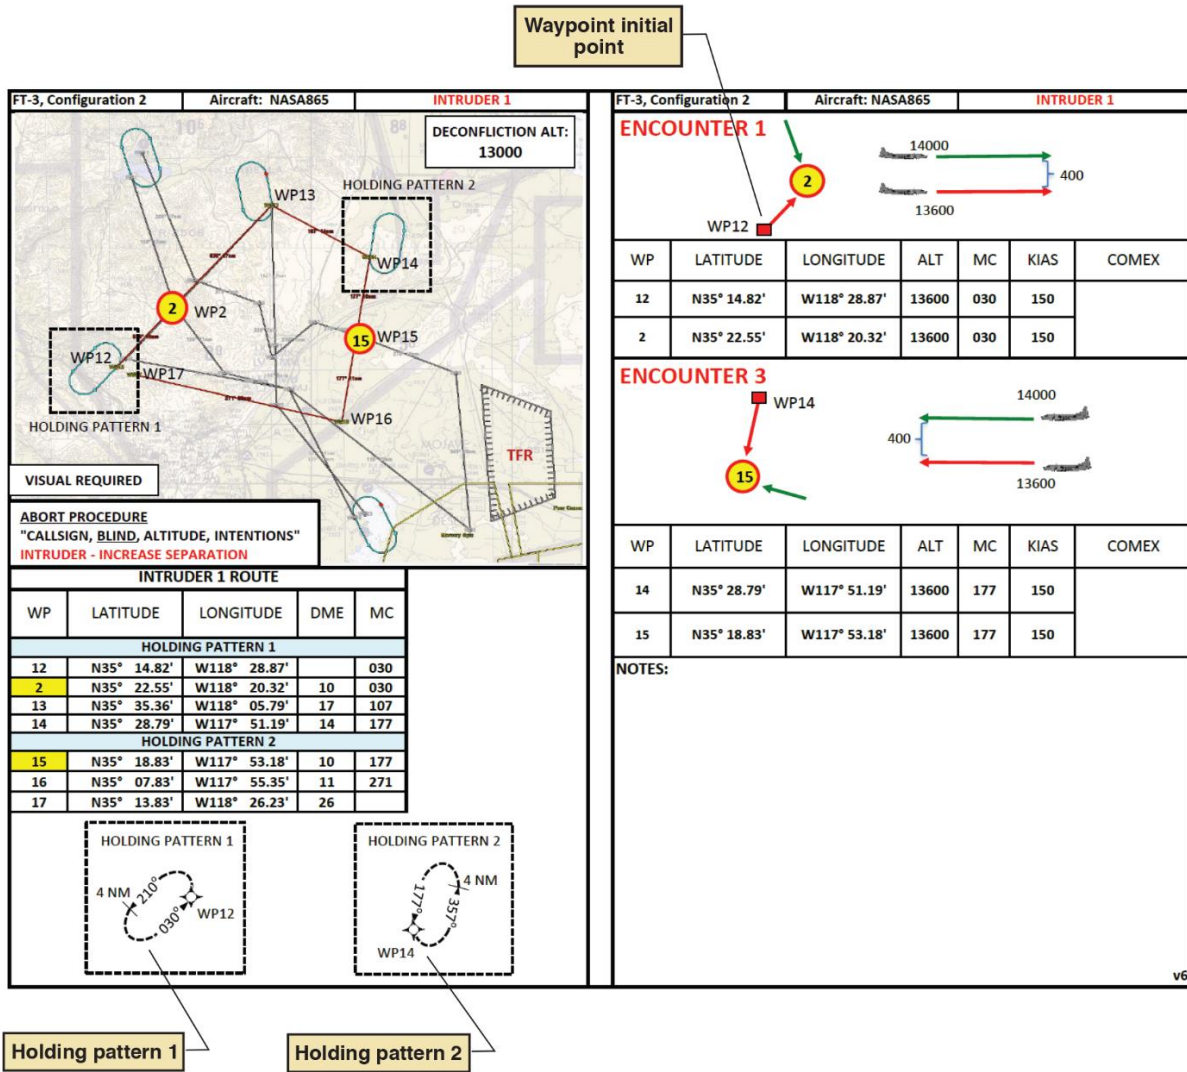 Waypoint initial
point
FT-3, Configuration 2 Aircraft: NASA865 INTRUDER 1
DECONFLICTION ALT:
13000
WP13
HOLDING PATTERN 2
WP14
2
WP2
15
WP15
WP12
WP17
WP16
HOLDING PATTERN 1
TFR
VISUAL REQUIRED
ABORT PROCEDURE
"CALLSIGN, BLIND, ALTITUDE, INTENTIONS"
INTRUDER - INCREASE SEPARATION
INTRUDER 1 ROUTE
WP LATITUDE LONGITUDE DME MC
HOLDING PATTERN 1
12 N35° 14.82' W118° 28.87' 030
2 N35° 22.55' W118° 20.32' 10 030
13 N35° 35.36' W118° 05.79' 17 107
14 N35° 28.79' W117° 51.19' 14 177
HOLDING PATTERN 2
15 N35° 18.83' W117° 53.18' 10 177
16 N35° 07.83' W117° 55.35' 11 271
17 N35° 13.83' W118° 26.23' 26
HOLDING PATTERN 1
4 NM
210°
030°
WP12
HOLDING PATTERN 2
4 NM
177°
357°
WP14
Holding pattern 1
Holding pattern 2
FT-3, Configuration 2 Aircraft: NASA865 INTRUDER 1
ENCOUNTER 1
2
WP12
14000
400
13600
WP LATITUDE LONGITUDE ALT MC KIAS COMEX
12 N35° 14.82' W118° 28.87' 13600 030 150
2 N35° 22.55' W118° 20.32' 13600 030 150
ENCOUNTER 3
WP14
15
14000
400
13600
WP LATITUDE LONGITUDE ALT MC KIAS COMEX
14 N35° 28.79' W117° 51.19' 13600 177 150
15 N35° 18.83' W117° 53.18' 13600 177 150
NOTES:
v6